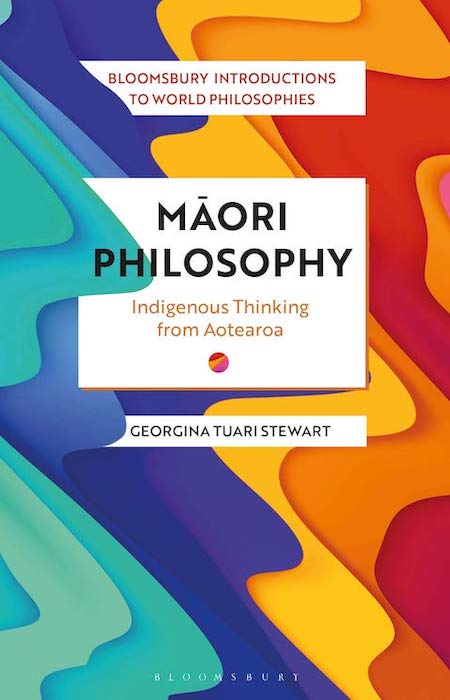 BLOOMSBURY INTRODUCTIONS
TO WORLD PHILOSOPHIES
MĀORI
PHILOSOPHY
Indigenous Thinking
from Aotearoa
GEORGINA TUARI STEWART
BLOOMSBURY